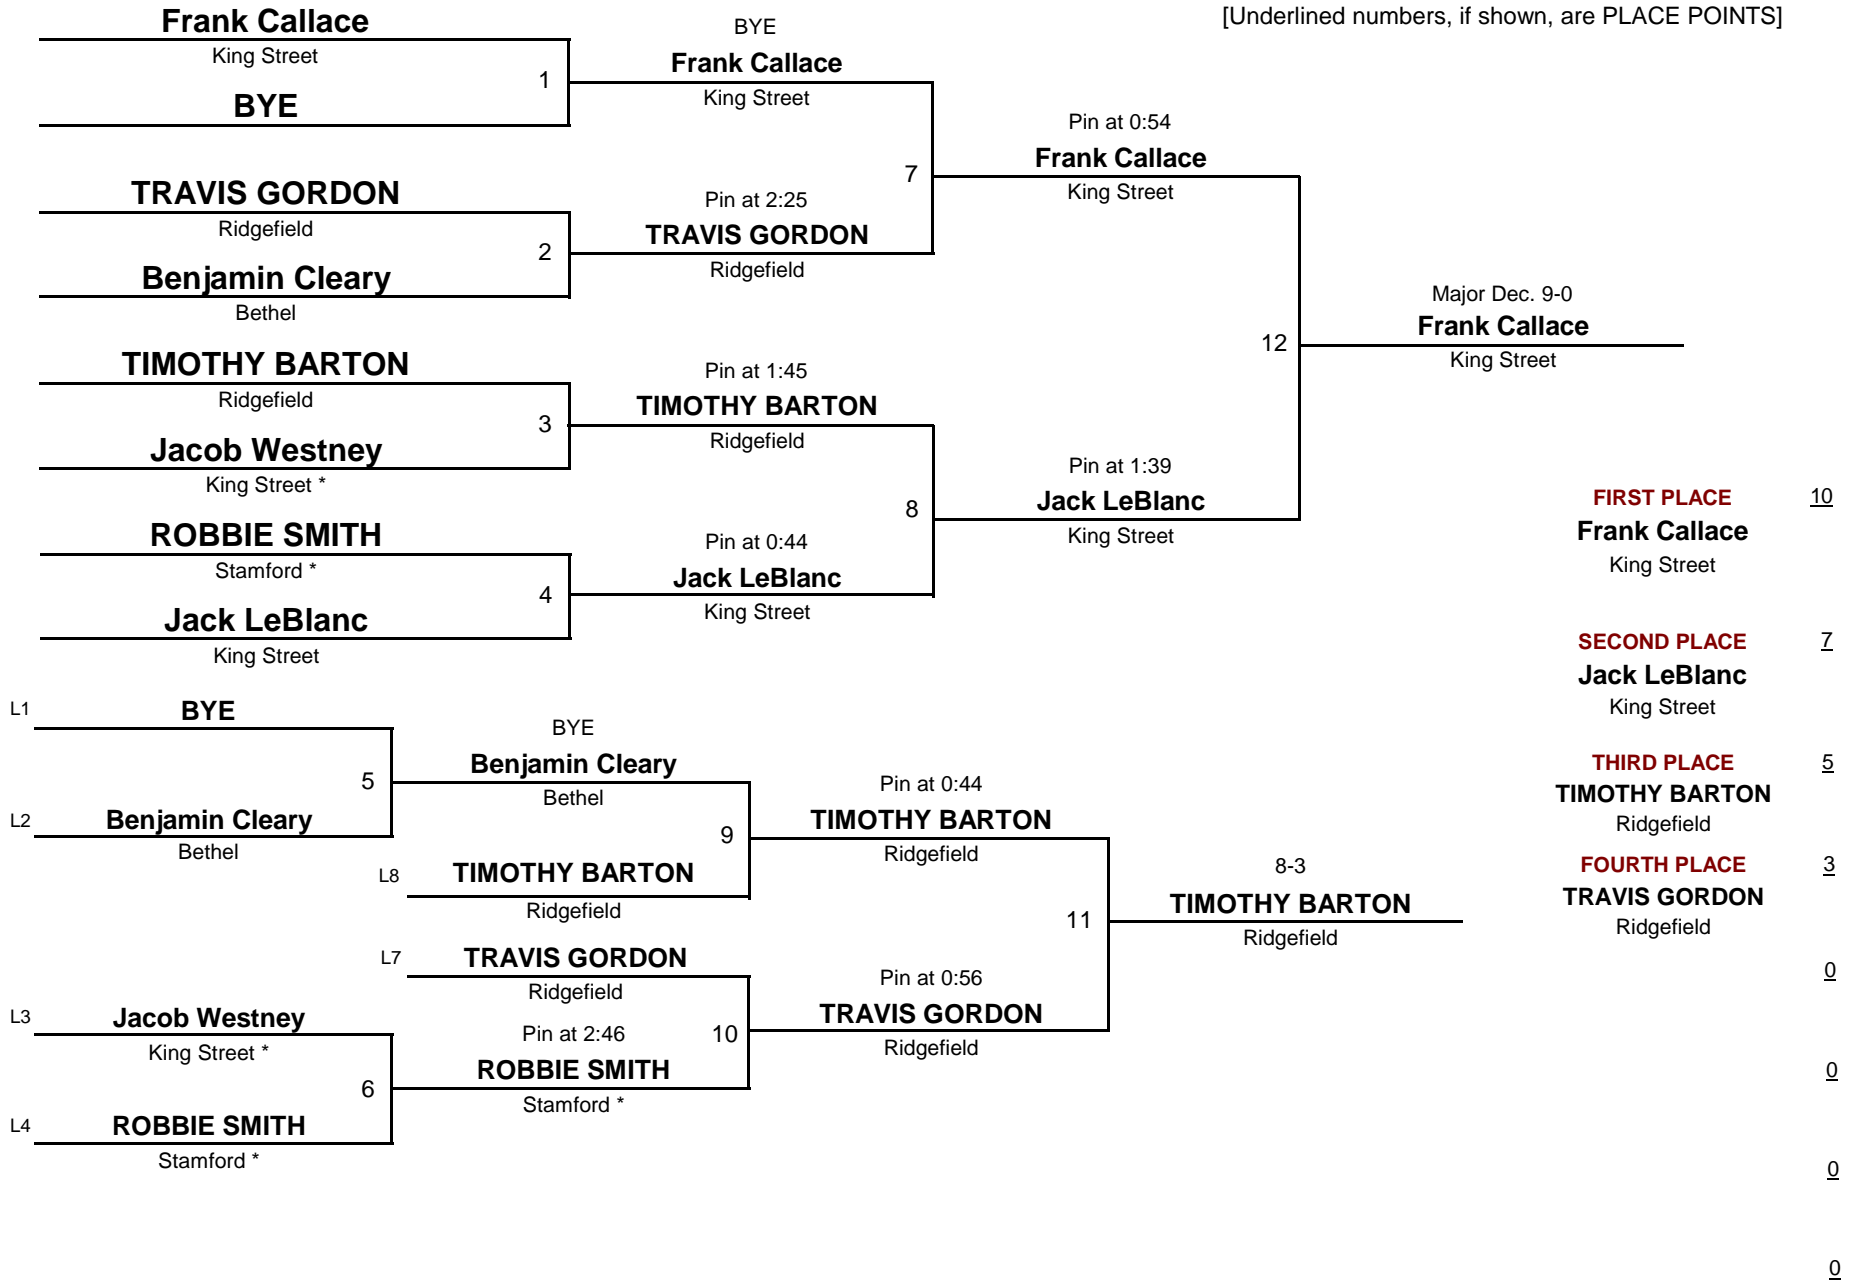 [Underlined numbers, if shown, are PLACE POINTS]
Frank Callace
King Street
1
BYE
BYE
Frank Callace
King Street
TRAVIS GORDON
Ridgefield
2
Benjamin Cleary
Bethel
Pin at 2:25
TRAVIS GORDON
Ridgefield
7
Pin at 0:54
Frank Callace
King Street
TIMOTHY BARTON
Ridgefield
3
Jacob Westney
King Street *
Pin at 1:45
TIMOTHY BARTON
Ridgefield
ROBBIE SMITH
Stamford *
4
Jack LeBlanc
King Street
Pin at 0:44
Jack LeBlanc
King Street
8
Pin at 1:39
Jack LeBlanc
King Street
12
Major Dec. 9-0
Frank Callace
King Street
FIRST PLACE 10
Frank Callace
King Street
SECOND PLACE 7
Jack LeBlanc
King Street
THIRD PLACE 5
TIMOTHY BARTON
Ridgefield
FOURTH PLACE 3
TRAVIS GORDON
Ridgefield
0
0
0
0
L1 BYE
5
L2 Benjamin Cleary
Bethel
BYE
Benjamin Cleary
Bethel
9
L8 TIMOTHY BARTON
Ridgefield
Pin at 0:44
TIMOTHY BARTON
Ridgefield
L7 TRAVIS GORDON
Ridgefield
L3 Jacob Westney
King Street *
6
L4 ROBBIE SMITH
Stamford *
Pin at 2:46
ROBBIE SMITH
Stamford *
10
Pin at 0:56
TRAVIS GORDON
Ridgefield
11
8-3
TIMOTHY BARTON
Ridgefield